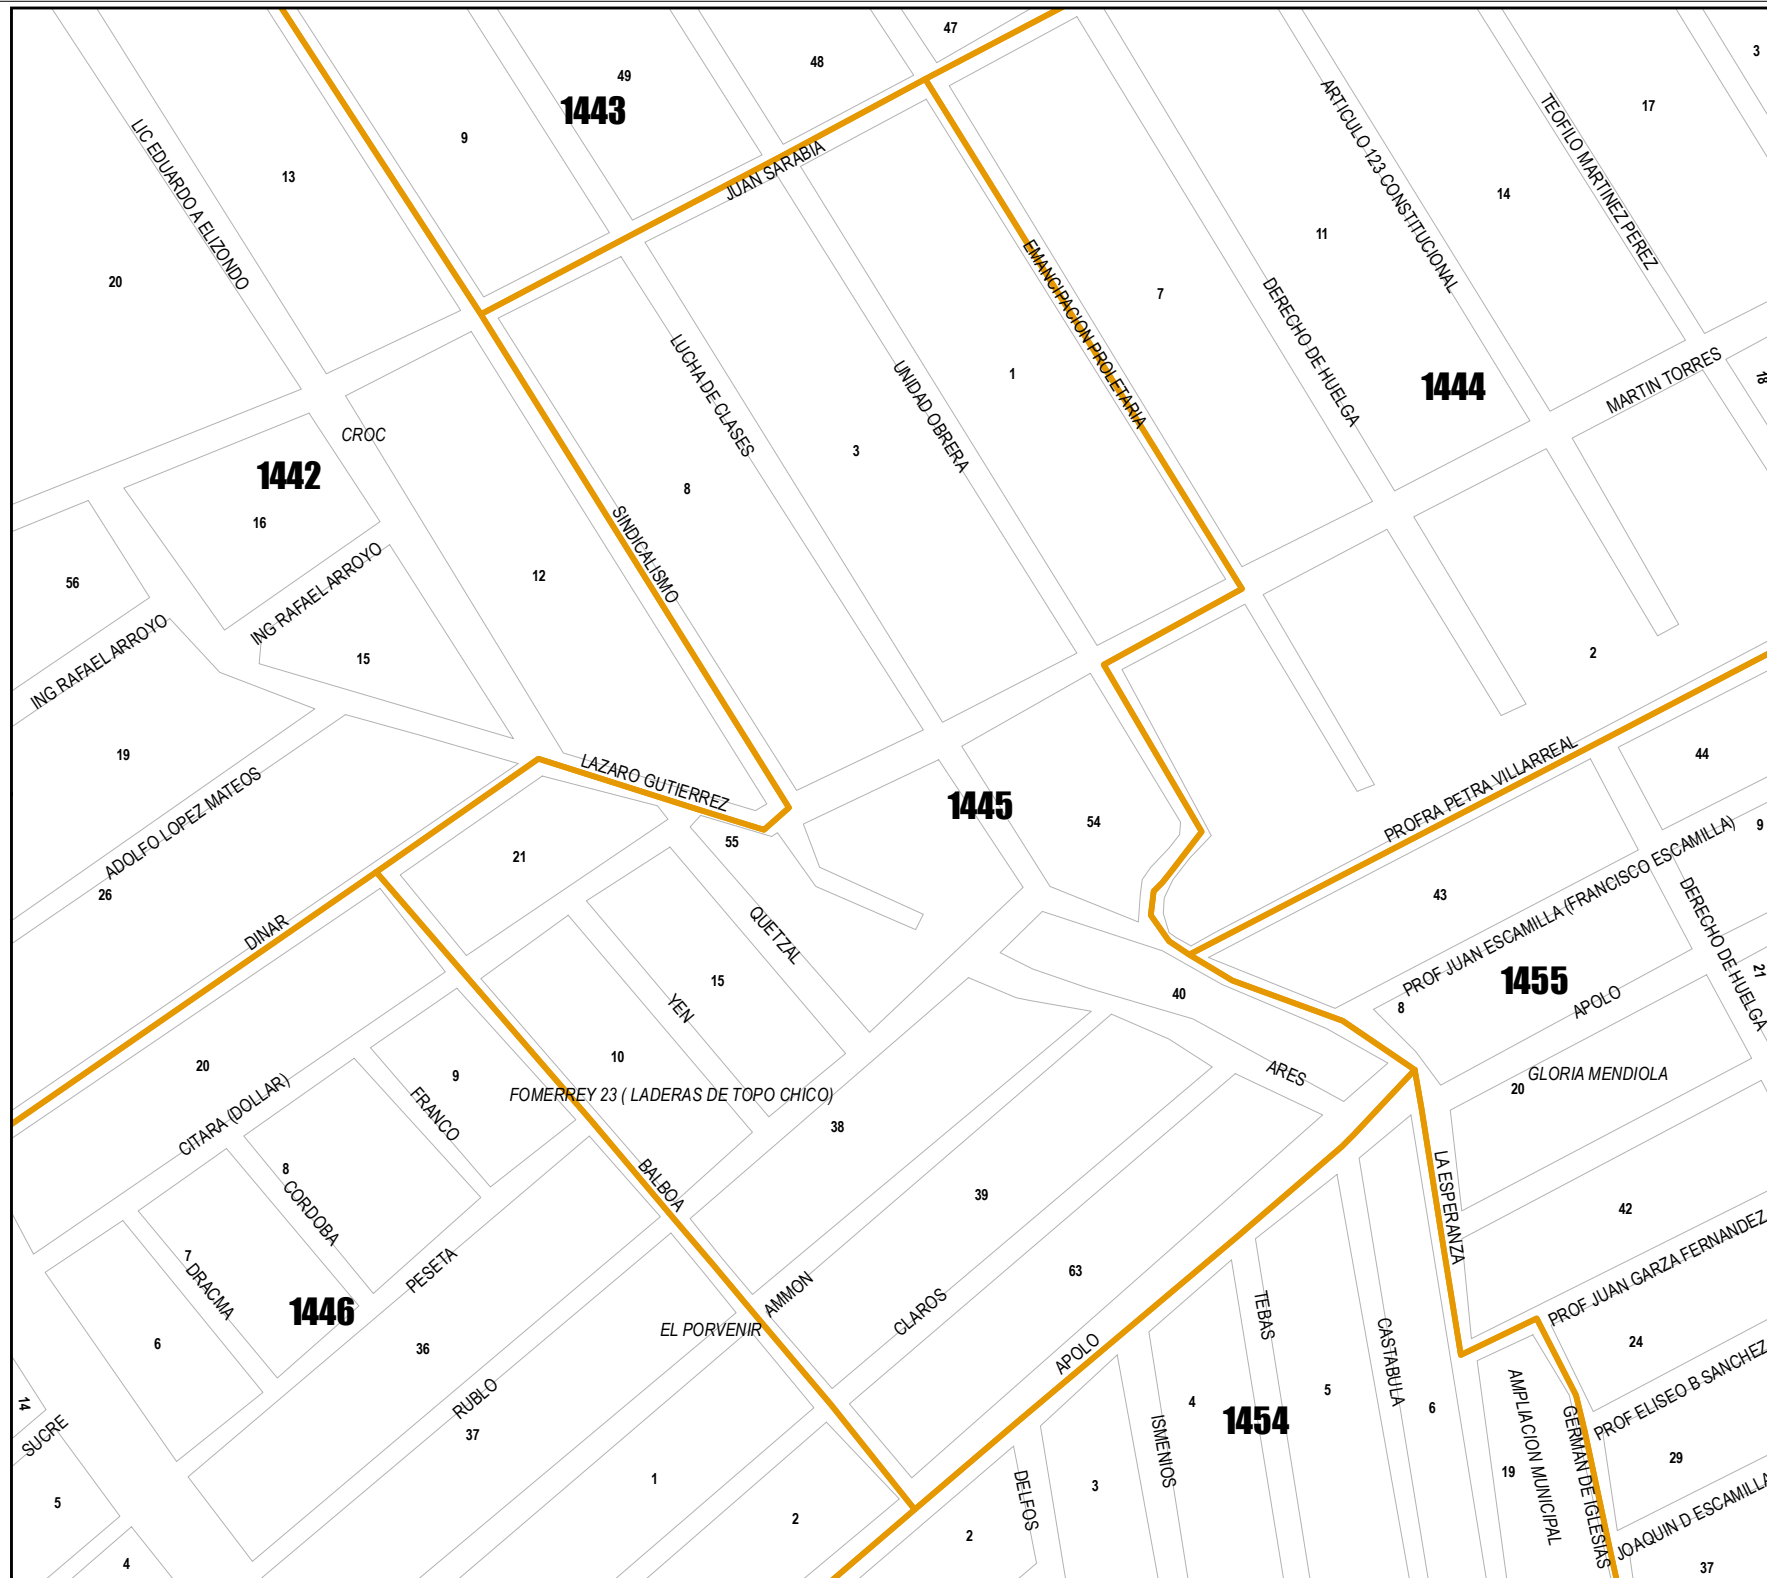 47
3
48
49
1443
17
9
LIC EDUARDO A ELIZONDO
ARTICULO 123 CONSTITUCIONAL
TEOFILO MARTINEZ PEREZ
13
JUAN SARABIA
14
11
20
EMANCIPACION PROLETARIA
7
DERECHO DE HUELGA
LUCHA DE CLASES
UNIDAD OBRERA
1
1444
MARTIN TORRES
18
CROC
3
1442
8
16
SINDICALISMO
ING RAFAEL ARROYO
12
56
ING RAFAEL ARROYO
15
2
19
PROFRA PETRA VILLARREAL
44
LAZARO GUTIERREZ
ADOLFO LOPEZ MATEOS
1445
54
9
55
21
26
43
PROF JUAN ESCAMILLA (FRANCISCO ESCAMILLA)
DERECHO DE HUELGA
DINAR
QUETZAL
15
1455
21
40
YEN
8
APOLO
10
20
9
ARES
GLORIA MENDIOLA
20
FOMERREY 23 ( LADERAS DE TOPO CHICO)
CITARA (DOLLAR)
FRANCO
38
8
BALBOA
LA ESPERANZA
CORDOBA
39
42
7
DRACMA
PESETA
63
PROF JUAN GARZA FERNANDEZ
1446
AMMON
CLAROS
TEBAS
EL PORVENIR
6
36
APOLO
CASTABULA
24
PROF ELISEO B SANCHEZ
14
RUBLO
4
5
6
SUCRE
37
1454
AMPLIACION MUNICIPAL
GERMAN DE IGLESIAS
ISMENIOS
1
DELFOS
3
19
29
5
2
2
JOAQUIN D ESCAMILLA
4
37